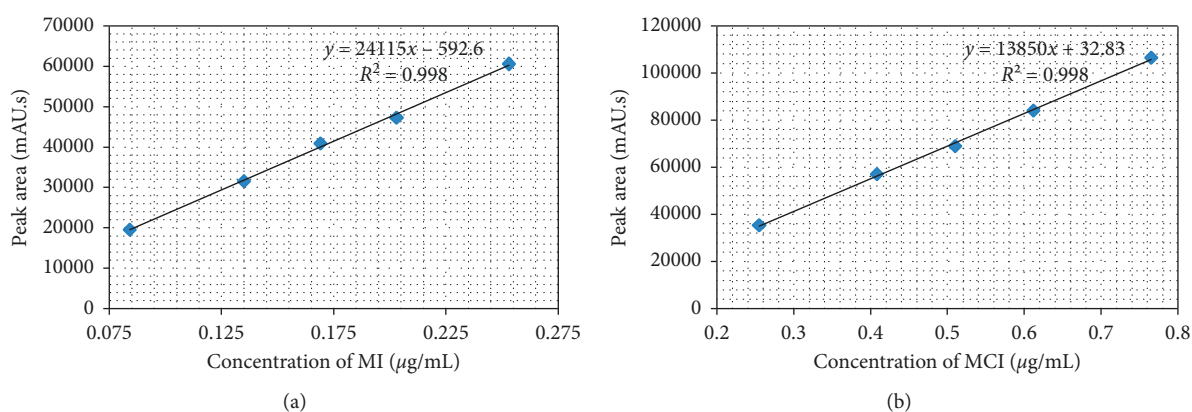 70000
60000
50000
40000
30000
20000
10000
0
Peak area (mAU.s)
y = 24115x – 592.6
R² = 0.998
0.075 0.125 0.175 0.225 0.275
Concentration of MI (μg/mL)
(a)
120000
100000
80000
60000
40000
20000
0
Peak area (mAU.s)
y = 13850x + 32.83
R² = 0.998
0.2 0.3 0.4 0.5 0.6 0.7 0.8
Concentration of MCI (μg/mL)
(b)